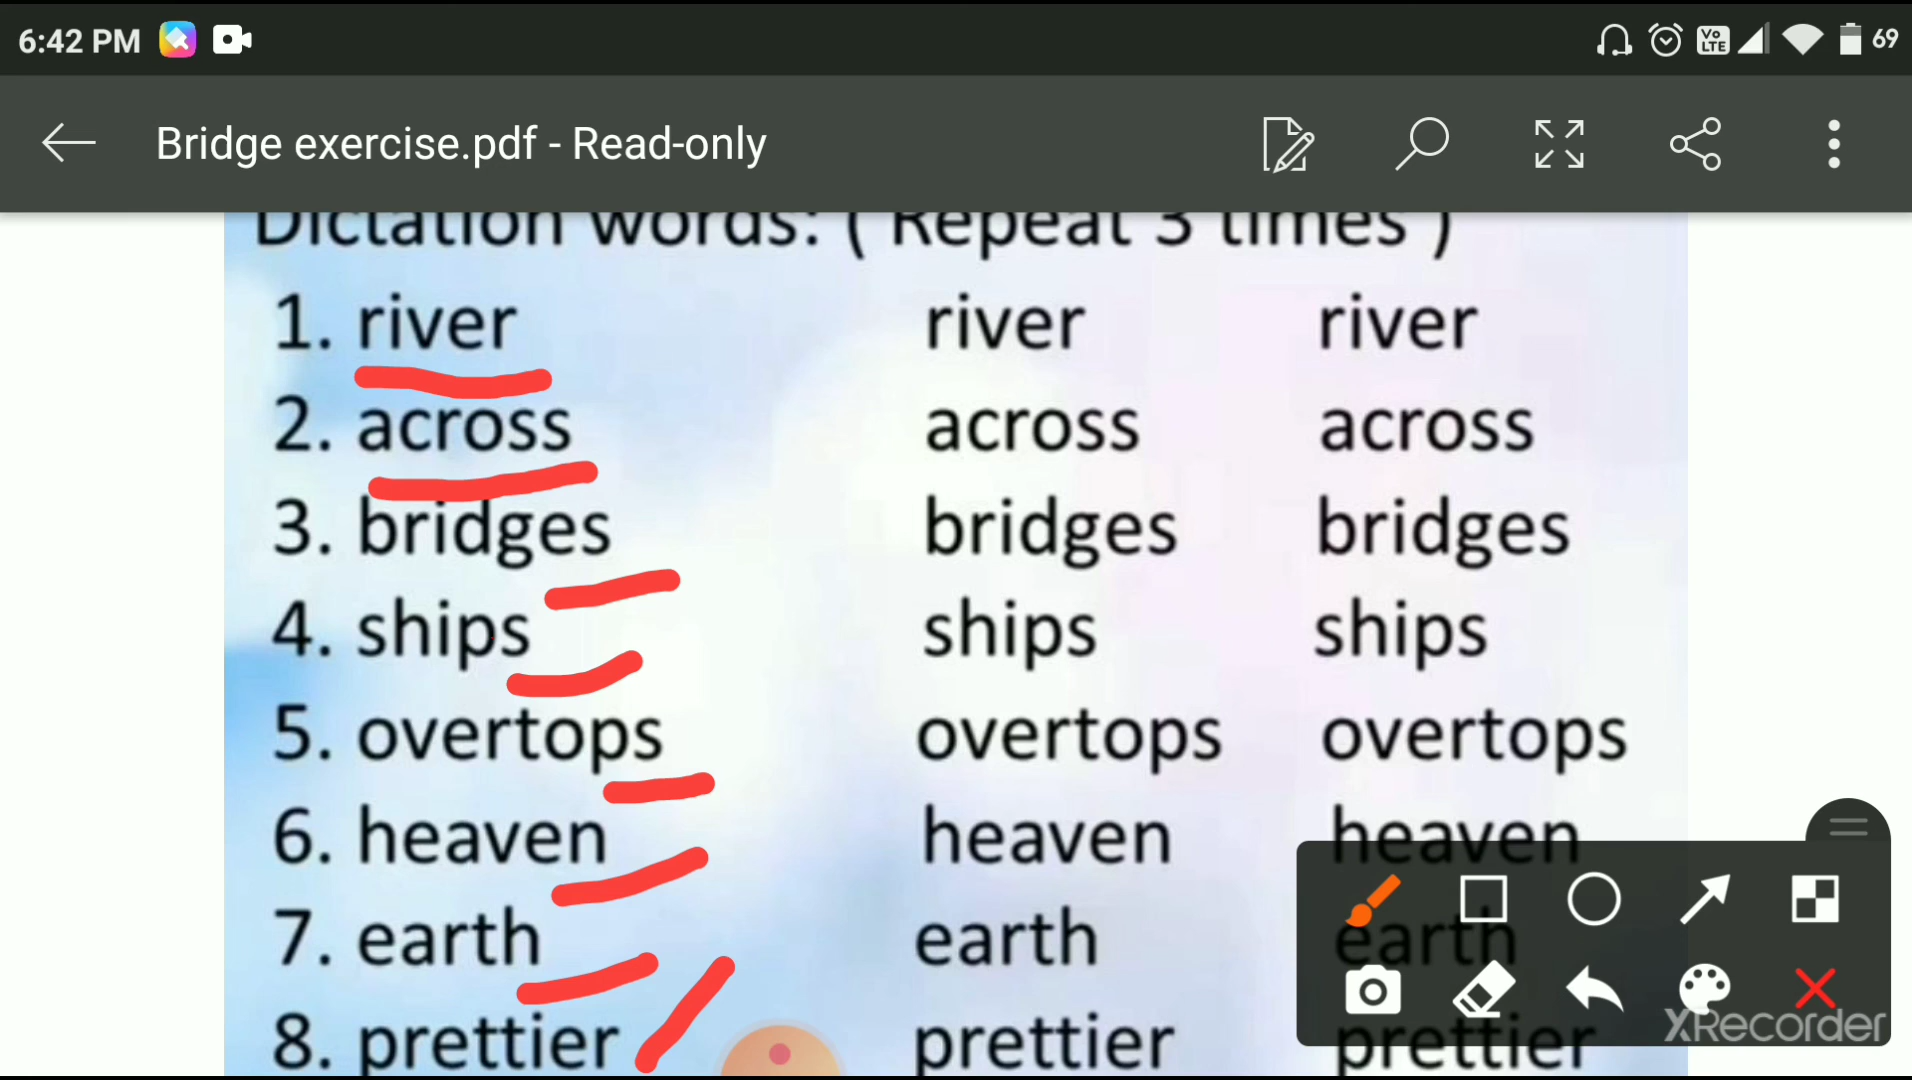 6:42 PM Vo LTE 69
Bridge exercise.pdf - Read-only
Dictation words: ( Repeat 3 times )
1. river river river
2. across across across
3. bridges bridges bridges
4. ships ships ships
5. overtops overtops overtops
6. heaven heaven heaven
7. earth earth earth
8. prettier prettier prettier
XRecorder